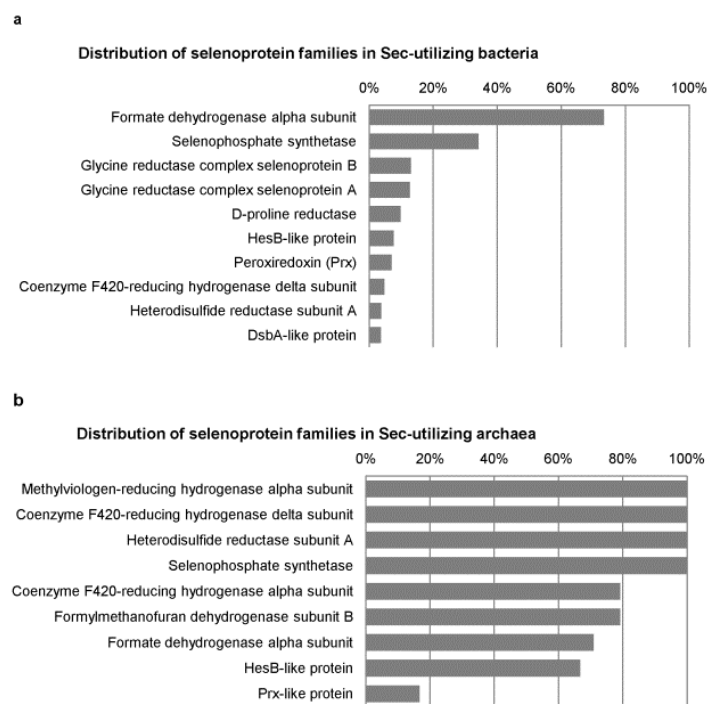 a
Distribution of selenoprotein families in Sec-utilizing bacteria
0% 20% 40% 60% 80% 100%
Formate dehydrogenase alpha subunit
Selenophosphate synthetase
Glycine reductase complex selenoprotein B
Glycine reductase complex selenoprotein A
D-proline reductase
HesB-like protein
Peroxiredoxin (Prx)
Coenzyme F420-reducing hydrogenase delta subunit
Heterodisulfide reductase subunit A
DsbA-like protein
b
Distribution of selenoprotein families in Sec-utilizing archaea
0% 20% 40% 60% 80% 100%
Methylviologen-reducing hydrogenase alpha subunit
Coenzyme F420-reducing hydrogenase delta subunit
Heterodisulfide reductase subunit A
Selenophosphate synthetase
Coenzyme F420-reducing hydrogenase alpha subunit
Formylmethanofuran dehydrogenase subunit B
Formate dehydrogenase alpha subunit
HesB-like protein
Prx-like protein